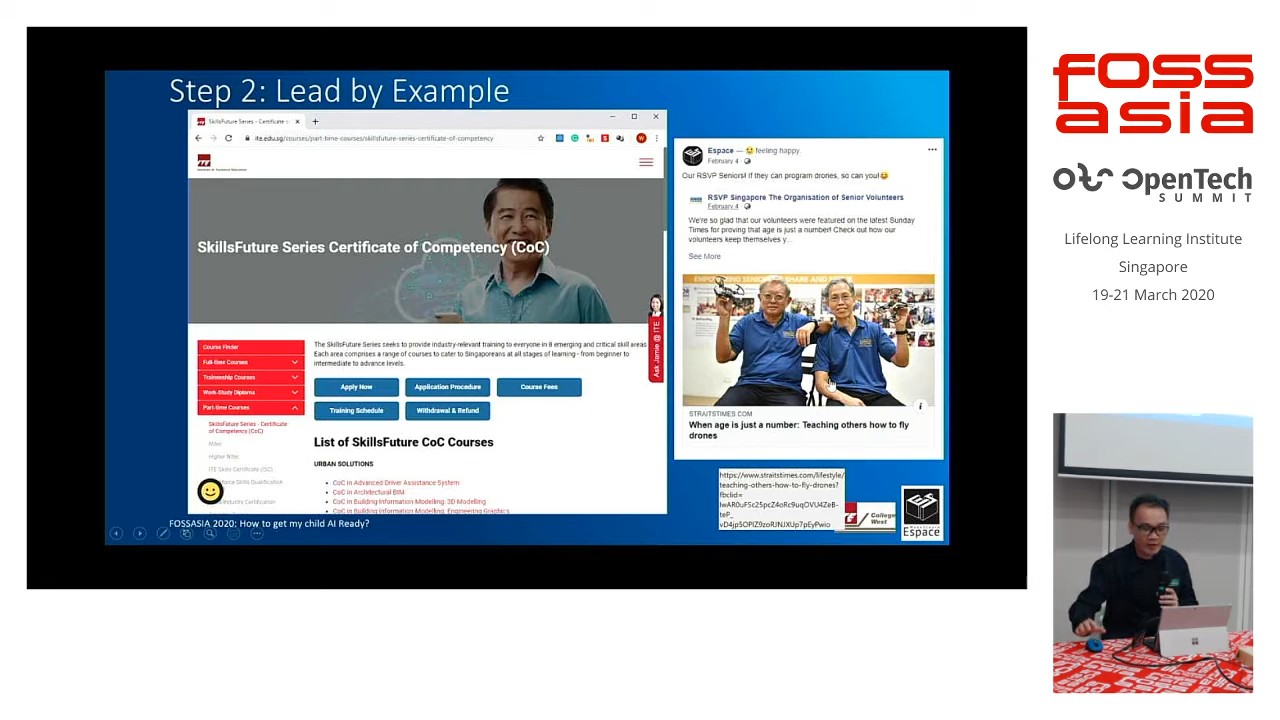 Step 2: Lead by Example
SkillsFuture Series - Certificate
ite.edu.sg/courses/part-time-courses/skillsfuture-series-certificate-of-competency
ITE
Institute of Technical Education
SkillsFuture Series Certificate of Competency (CoC)
Ask Jamie @ ITE
Course Finder
Full-time Courses
Traineeship Courses
Work-Study Diploma
Part-time Courses
SkillsFuture Series - Certificate
of Competency (CoC)
Nitec
Higher Nitec
ITE Skills Certificate (ISC)
Skills Qualification
Industry Certification
The SkillsFuture Series seeks to provide industry-relevant training to everyone in 8 emerging and critical skill areas
Each area comprises a range of courses to cater to Singaporeans at all stages of learning - from beginner to
intermediate to advance levels.
Apply Now
Application Procedure
Course Fees
Training Schedule
Withdrawal & Refund
List of SkillsFuture CoC Courses
URBAN SOLUTIONS
CoC in Advanced Driver Assistance System
CoC in Architectural BIM
CoC in Building Information Modelling: 3D Modelling
CoC in Building Information Modelling: Engineering Graphics
Espace — feeling happy.
February 4
Our RSVP Seniors! If they can program drones, so can you!
RSVP Singapore The Organisation of Senior Volunteers
February 4
We're so glad that our volunteers were featured on the latest Sunday
Times for proving that age is just a number! Check out how our
volunteers keep themselves y...
See More
STRAITSTIMES.COM
When age is just a number: Teaching others how to fly
drones
https://www.straitstimes.com/lifestyle/
teaching-others-how-to-fly-drones?
fbclid=
College
West
Espace
FOSSASIA 2020: How to get my child AI Ready?
FOSS
asia
OpenTech
SUMMIT
Lifelong Learning Institute
Singapore
19-21 March 2020